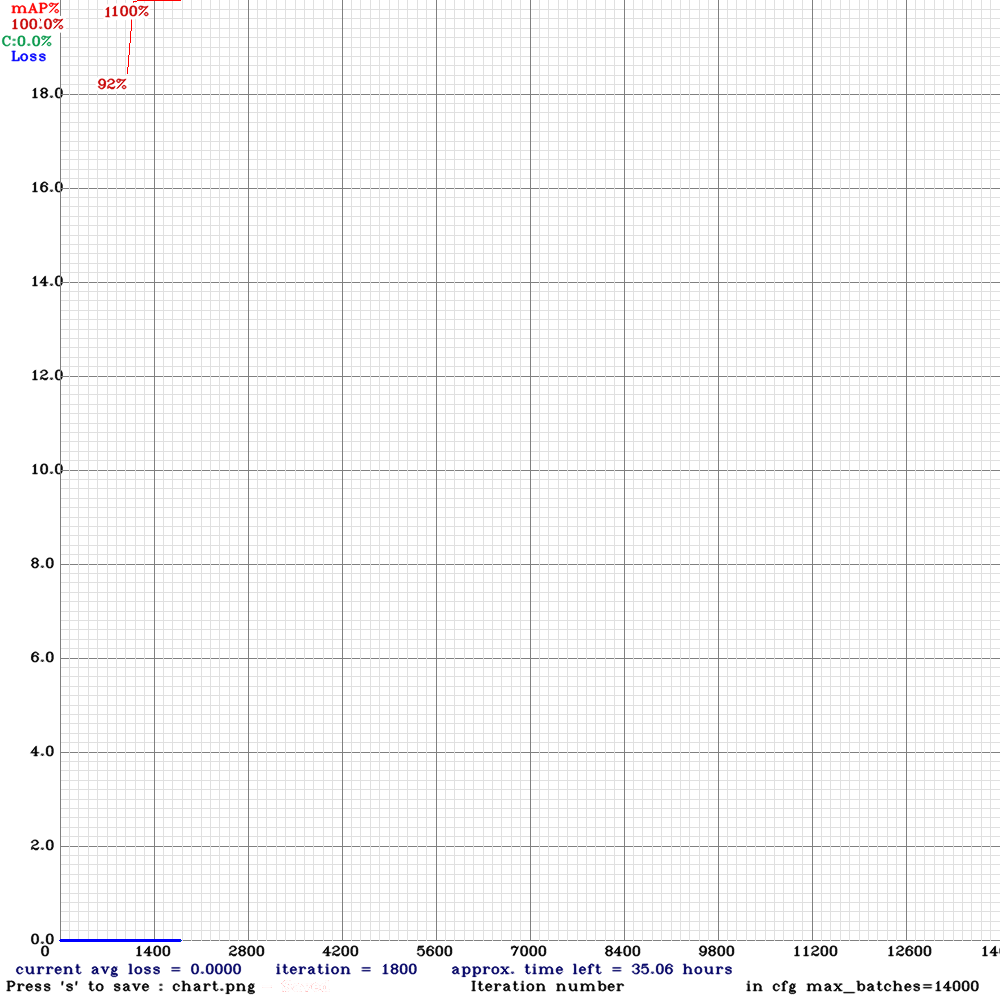 mAP%
100.0%
C:0.0%
Loss
1100%
92%
18.0
16.0
14.0
12.0
10.0
8.0
6.0
4.0
2.0
0.0
0 1400 2800 4200 5600 7000 8400 9800 11200 12600
current avg loss = 0.0000 iteration = 1800 approx. time left = 35.06 hours
Press 's' to save : chart.png Iteration number in cfg max_batches=14000